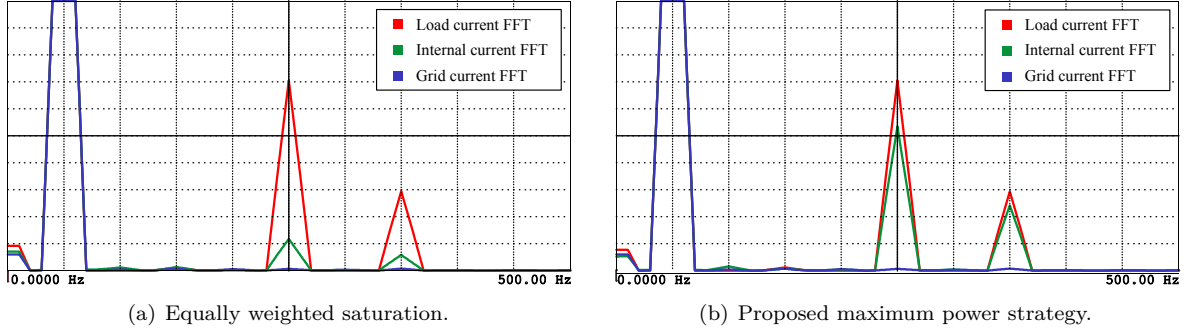 Load current FFT
Internal current FFT
Grid current FFT
0.0000 Hz
500.00 Hz
(a) Equally weighted saturation.
Load current FFT
Internal current FFT
Grid current FFT
0.0000 Hz
500.00 Hz
(b) Proposed maximum power strategy.